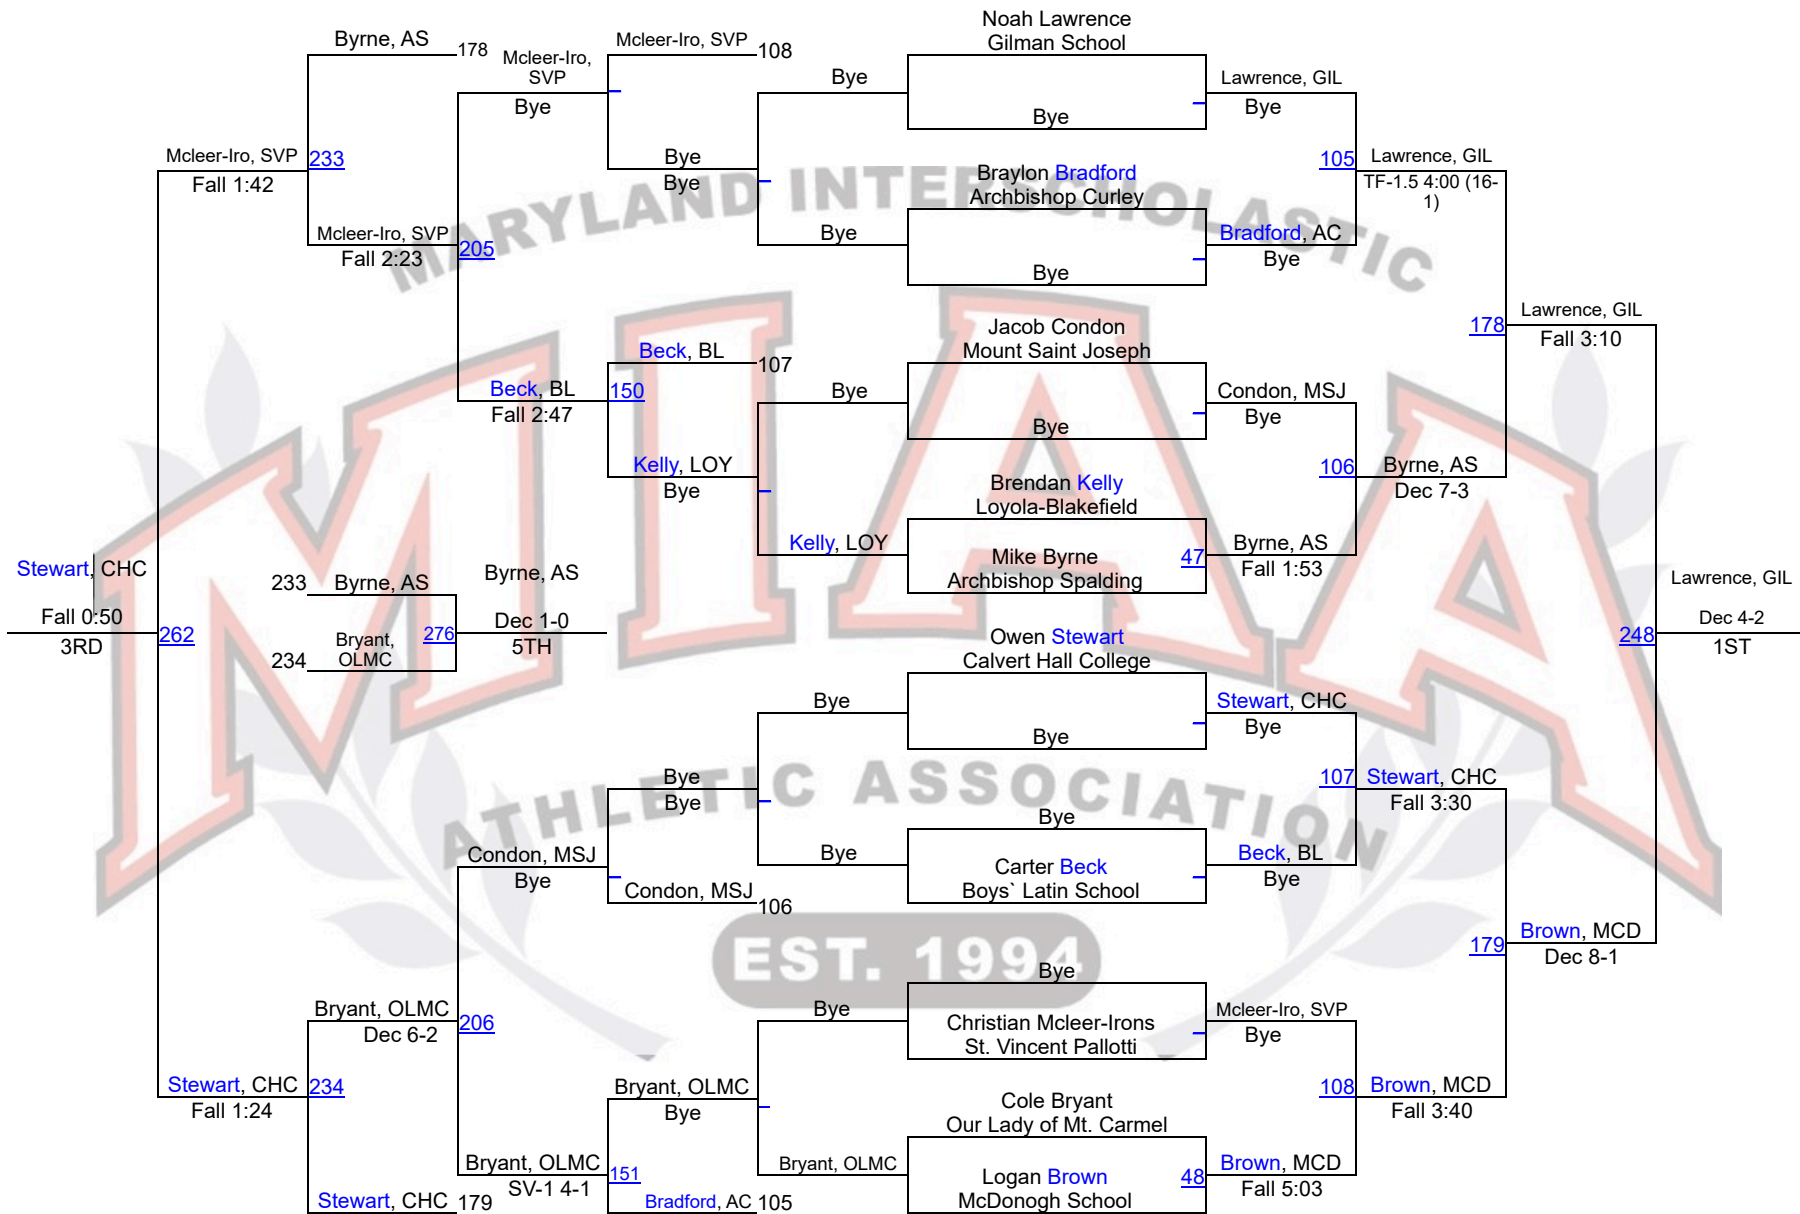 Noah Lawrence
Gilman School
Byrne, AS
178
Mcleer-Iro,
SVP
Bye
Mcleer-Iro, SVP
108
Bye
Bye
Lawrence, GIL
Bye
Mcleer-Iro, SVP
233
Fall 1:42
Bye
Bye
105
Lawrence, GIL
TF-1.5 4:00 (16-
1)
Braylon Bradford
Archbishop Curley
Mcleer-Iro, SVP
205
Fall 2:23
Bye
Bye
Bradford, AC
Bye
MARYLAND INTERSCHOLASTIC
Jacob Condon
Mount Saint Joseph
178
Lawrence, GIL
Fall 3:10
Beck, BL
107
Beck, BL
150
Fall 2:47
Bye
Bye
Condon, MSJ
Bye
Kelly, LOY
Bye
Brendan Kelly
Loyola-Blakefield
106
Byrne, AS
Dec 7-3
Kelly, LOY
Mike Byrne
Archbishop Spalding
47
Byrne, AS
Fall 1:53
MIAA
Stewart, CHC
Fall 0:50
3RD
262
233
Byrne, AS
234
Bryant,
OLMC
276
Byrne, AS
Dec 1-0
5TH
Lawrence, GIL
248
Dec 4-2
1ST
Owen Stewart
Calvert Hall College
Bye
Bye
Stewart, CHC
Bye
Bye
Bye
107
Stewart, CHC
Fall 3:30
ATHLETIC ASSOCIATION
Condon, MSJ
Bye
Condon, MSJ
106
Bye
Bye
Carter Beck
Boys` Latin School
Beck, BL
Bye
EST. 1994
179
Brown, MCD
Dec 8-1
Bye
Bye
Christian Mcleer-Irons
St. Vincent Pallotti
Mcleer-Iro, SVP
Bye
Bryant, OLMC
206
Dec 6-2
Stewart, CHC
234
Fall 1:24
Bryant, OLMC
Bye
Cole Bryant
Our Lady of Mt. Carmel
108
Brown, MCD
Fall 3:40
Bryant, OLMC
151
SV-1 4-1
Bryant, OLMC
Logan Brown
McDonogh School
48
Brown, MCD
Fall 5:03
Stewart, CHC
179
Bradford, AC
105